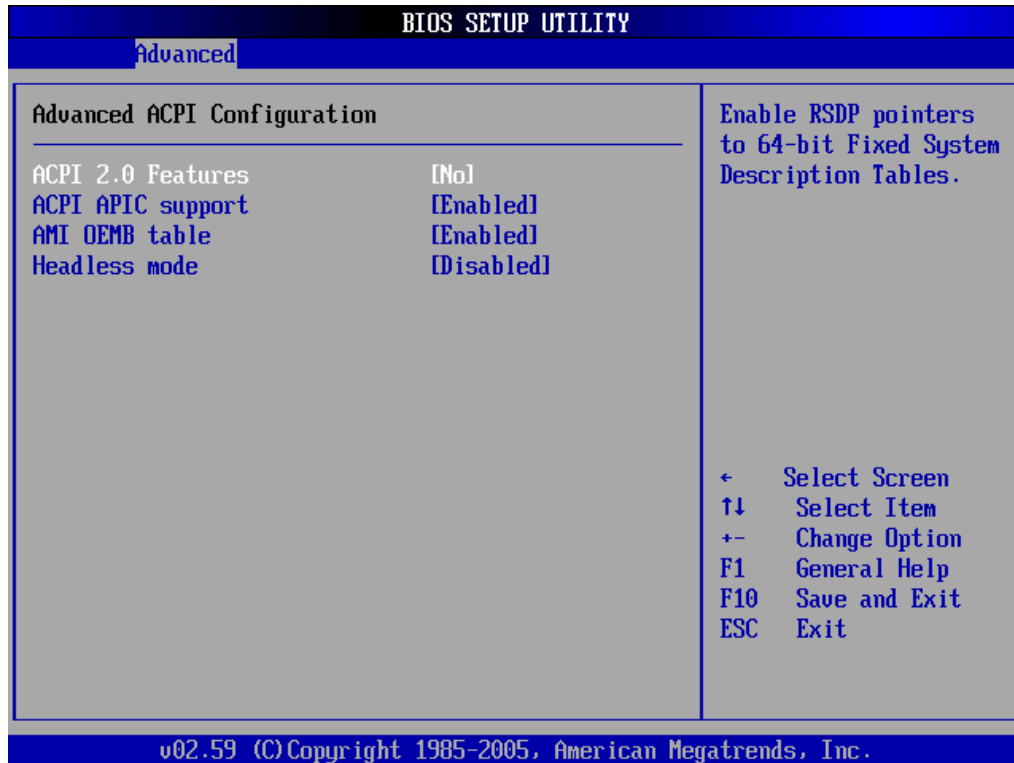 BIOS SETUP UTILITY
Advanced
Advanced ACPI Configuration
ACPI 2.0 Features [No]
ACPI APIC support [Enabled]
AMI OEMB table [Enabled]
Headless mode [Disabled]
Enable RSDP pointers
to 64-bit Fixed System
Description Tables.
← Select Screen
↑↓ Select Item
+- Change Option
F1 General Help
F10 Save and Exit
ESC Exit
v02.59 (C)Copyright 1985-2005, American Megatrends, Inc.